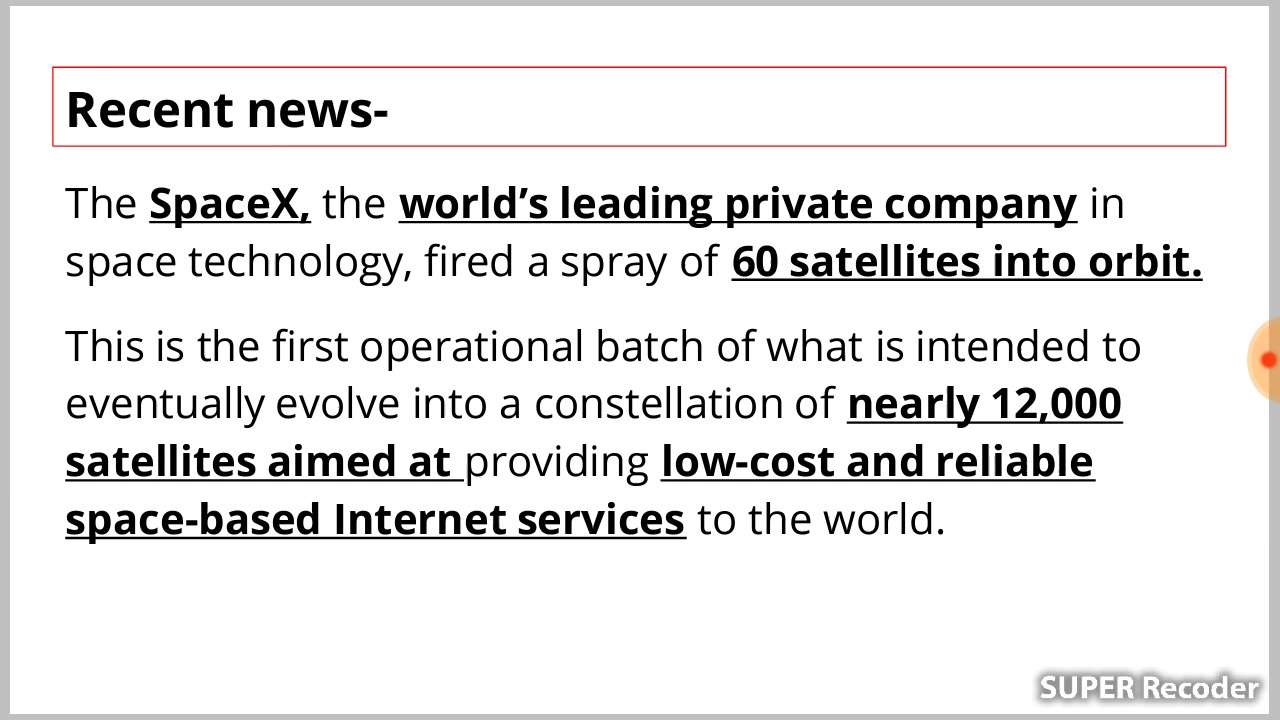 Recent news-
The SpaceX, the world’s leading private company in
space technology, fired a spray of 60 satellites into orbit.
This is the first operational batch of what is intended to
eventually evolve into a constellation of nearly 12,000
satellites aimed at providing low-cost and reliable
space-based Internet services to the world.
SUPER Recoder